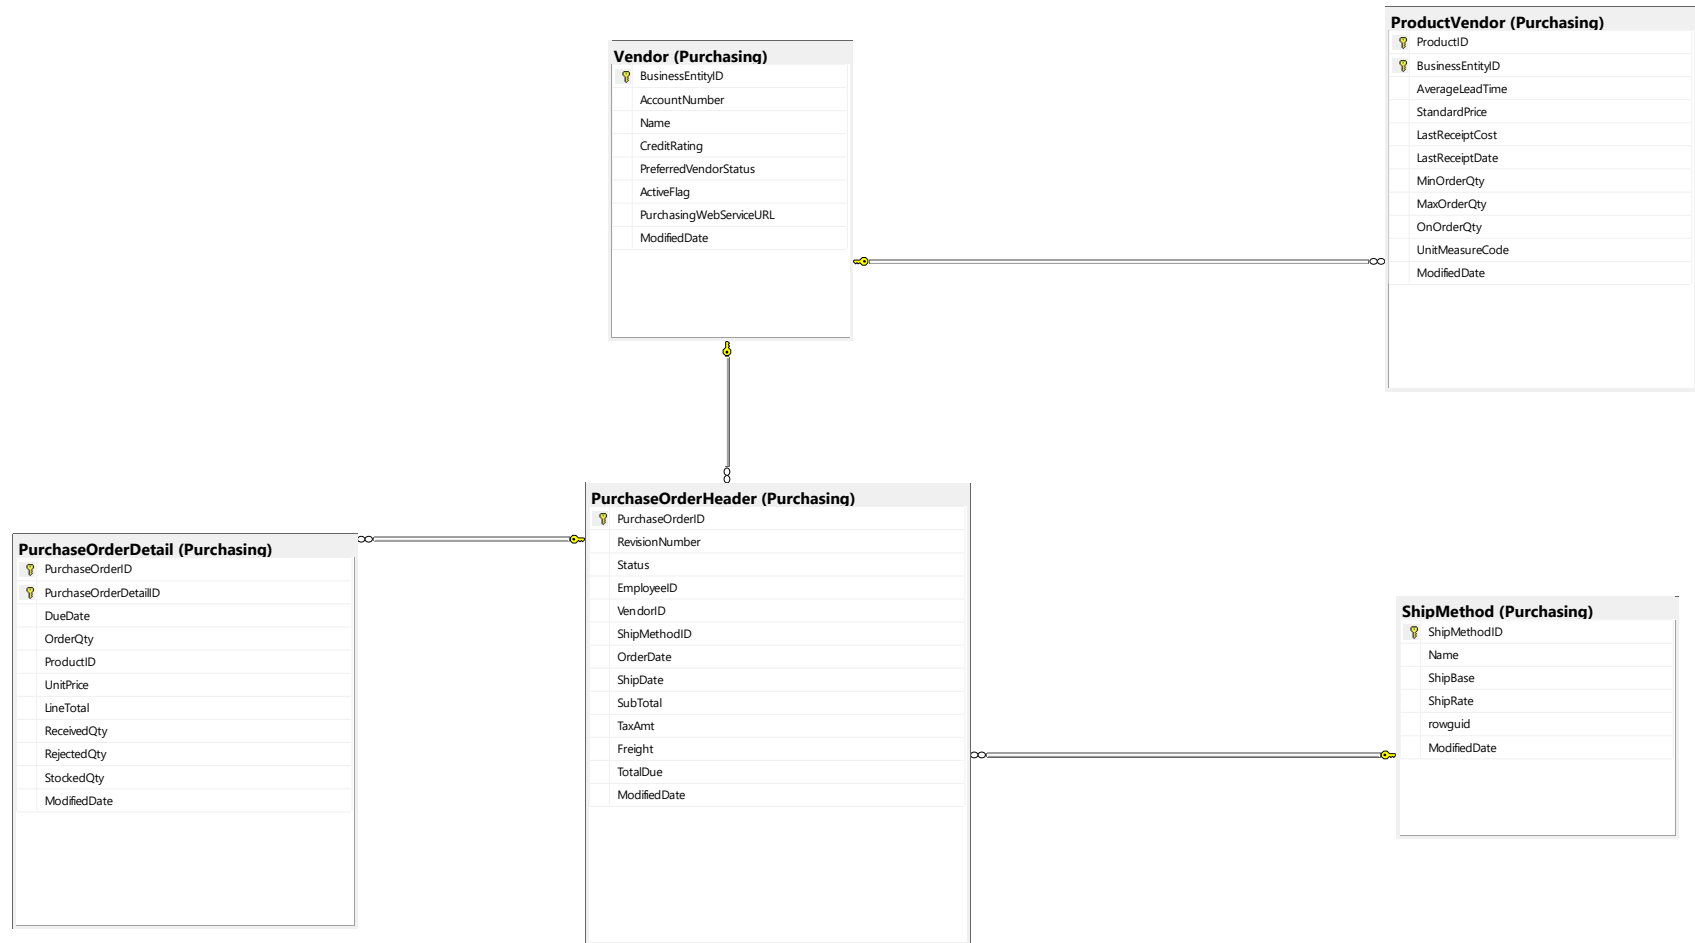 Vendor (Purchasing)
BusinessEntityID
AccountNumber
Name
CreditRating
PreferredVendorStatus
ActiveFlag
PurchasingWebServiceURL
ModifiedDate
ProductVendor (Purchasing)
ProductID
BusinessEntityID
AverageLeadTime
StandardPrice
LastReceiptCost
LastReceiptDate
MinOrderQty
MaxOrderQty
OnOrderQty
UnitMeasureCode
ModifiedDate
PurchaseOrderDetail (Purchasing)
PurchaseOrderID
PurchaseOrderDetailID
DueDate
OrderQty
ProductID
UnitPrice
LineTotal
ReceivedQty
RejectedQty
StockedQty
ModifiedDate
PurchaseOrderHeader (Purchasing)
PurchaseOrderID
RevisionNumber
Status
EmployeeID
VendorID
ShipMethodID
OrderDate
ShipDate
SubTotal
TaxAmt
Freight
TotalDue
ModifiedDate
ShipMethod (Purchasing)
ShipMethodID
Name
ShipBase
ShipRate
rowguid
ModifiedDate